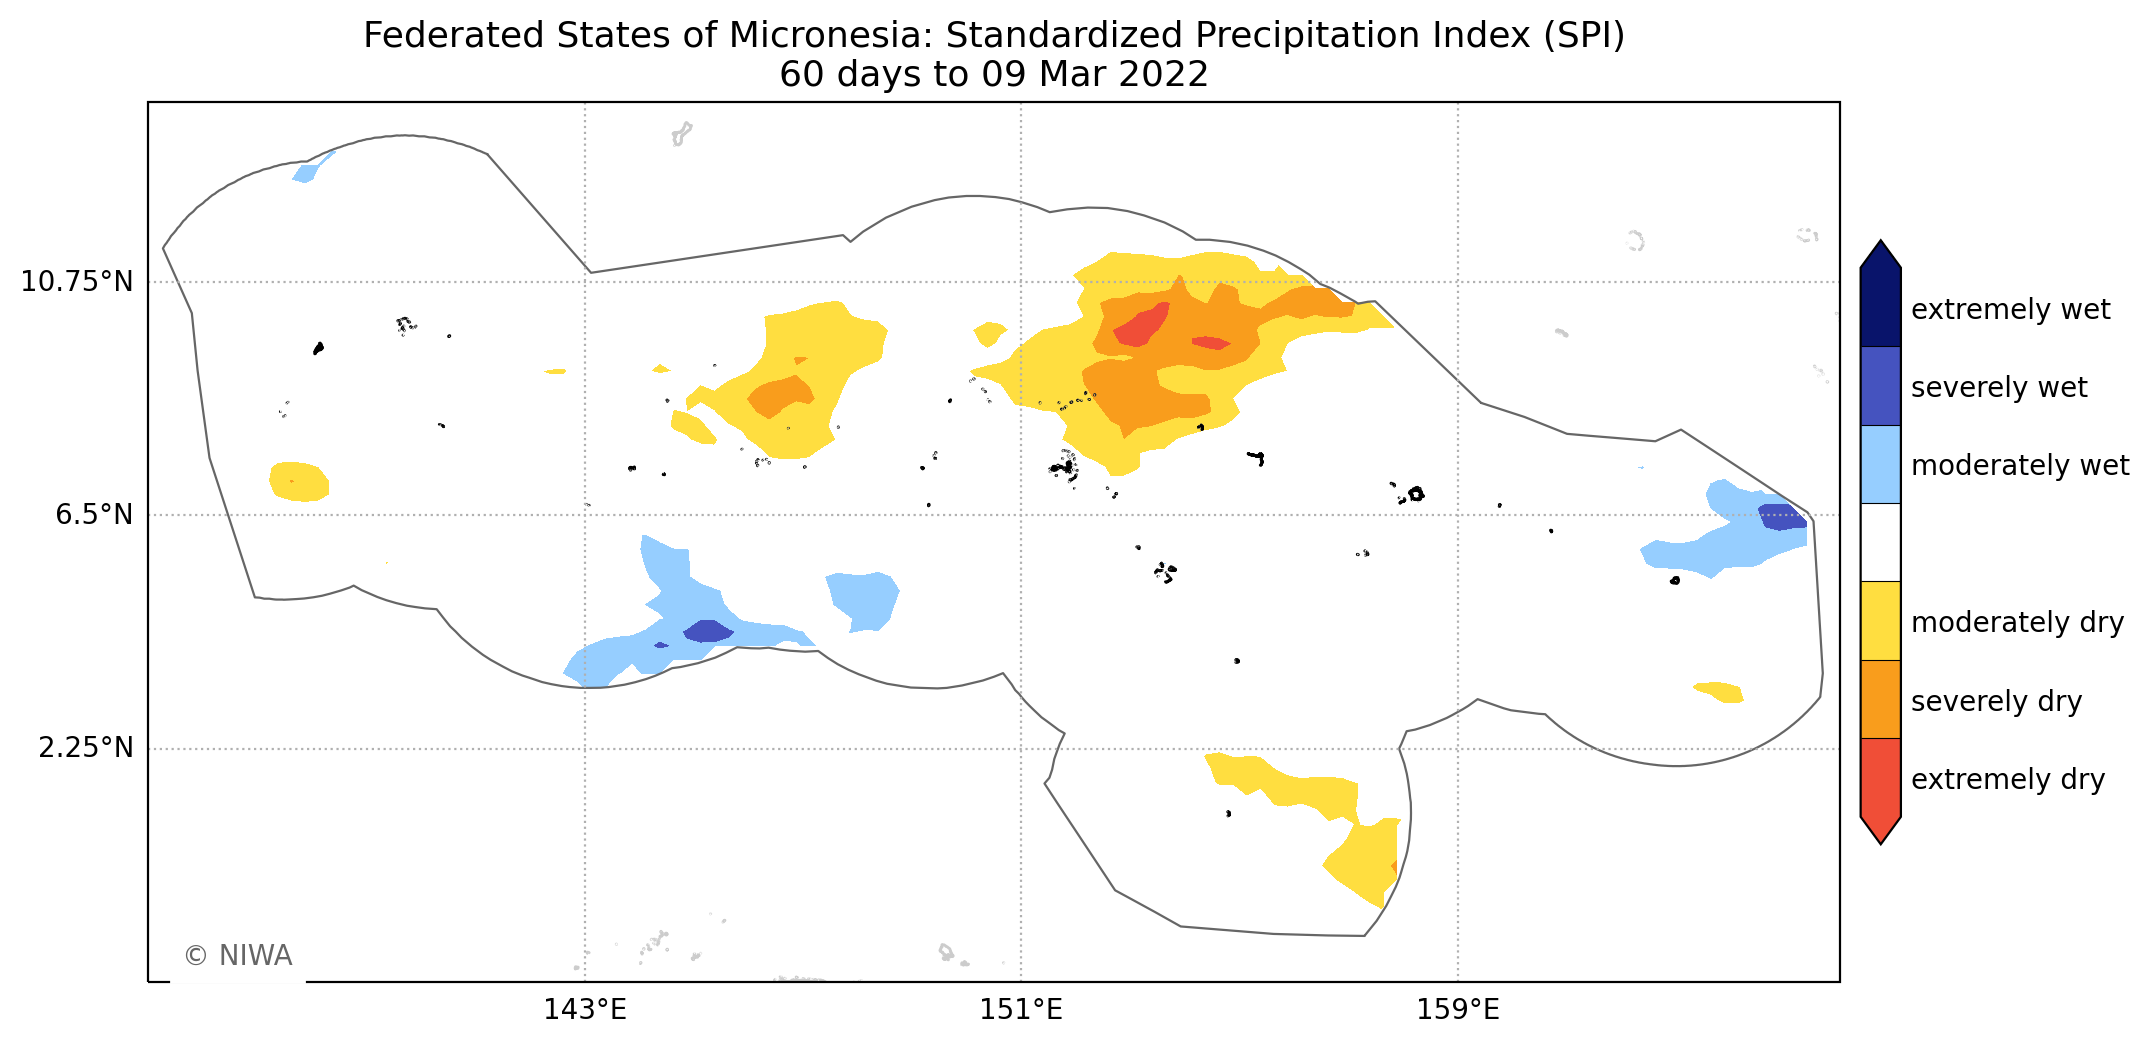 Federated States of Micronesia: Standardized Precipitation Index (SPI)
60 days to 09 Mar 2022
10.75°N
6.5°N
2.25°N
143°E
151°E
159°E
extremely wet
severely wet
moderately wet
moderately dry
severely dry
extremely dry
© NIWA